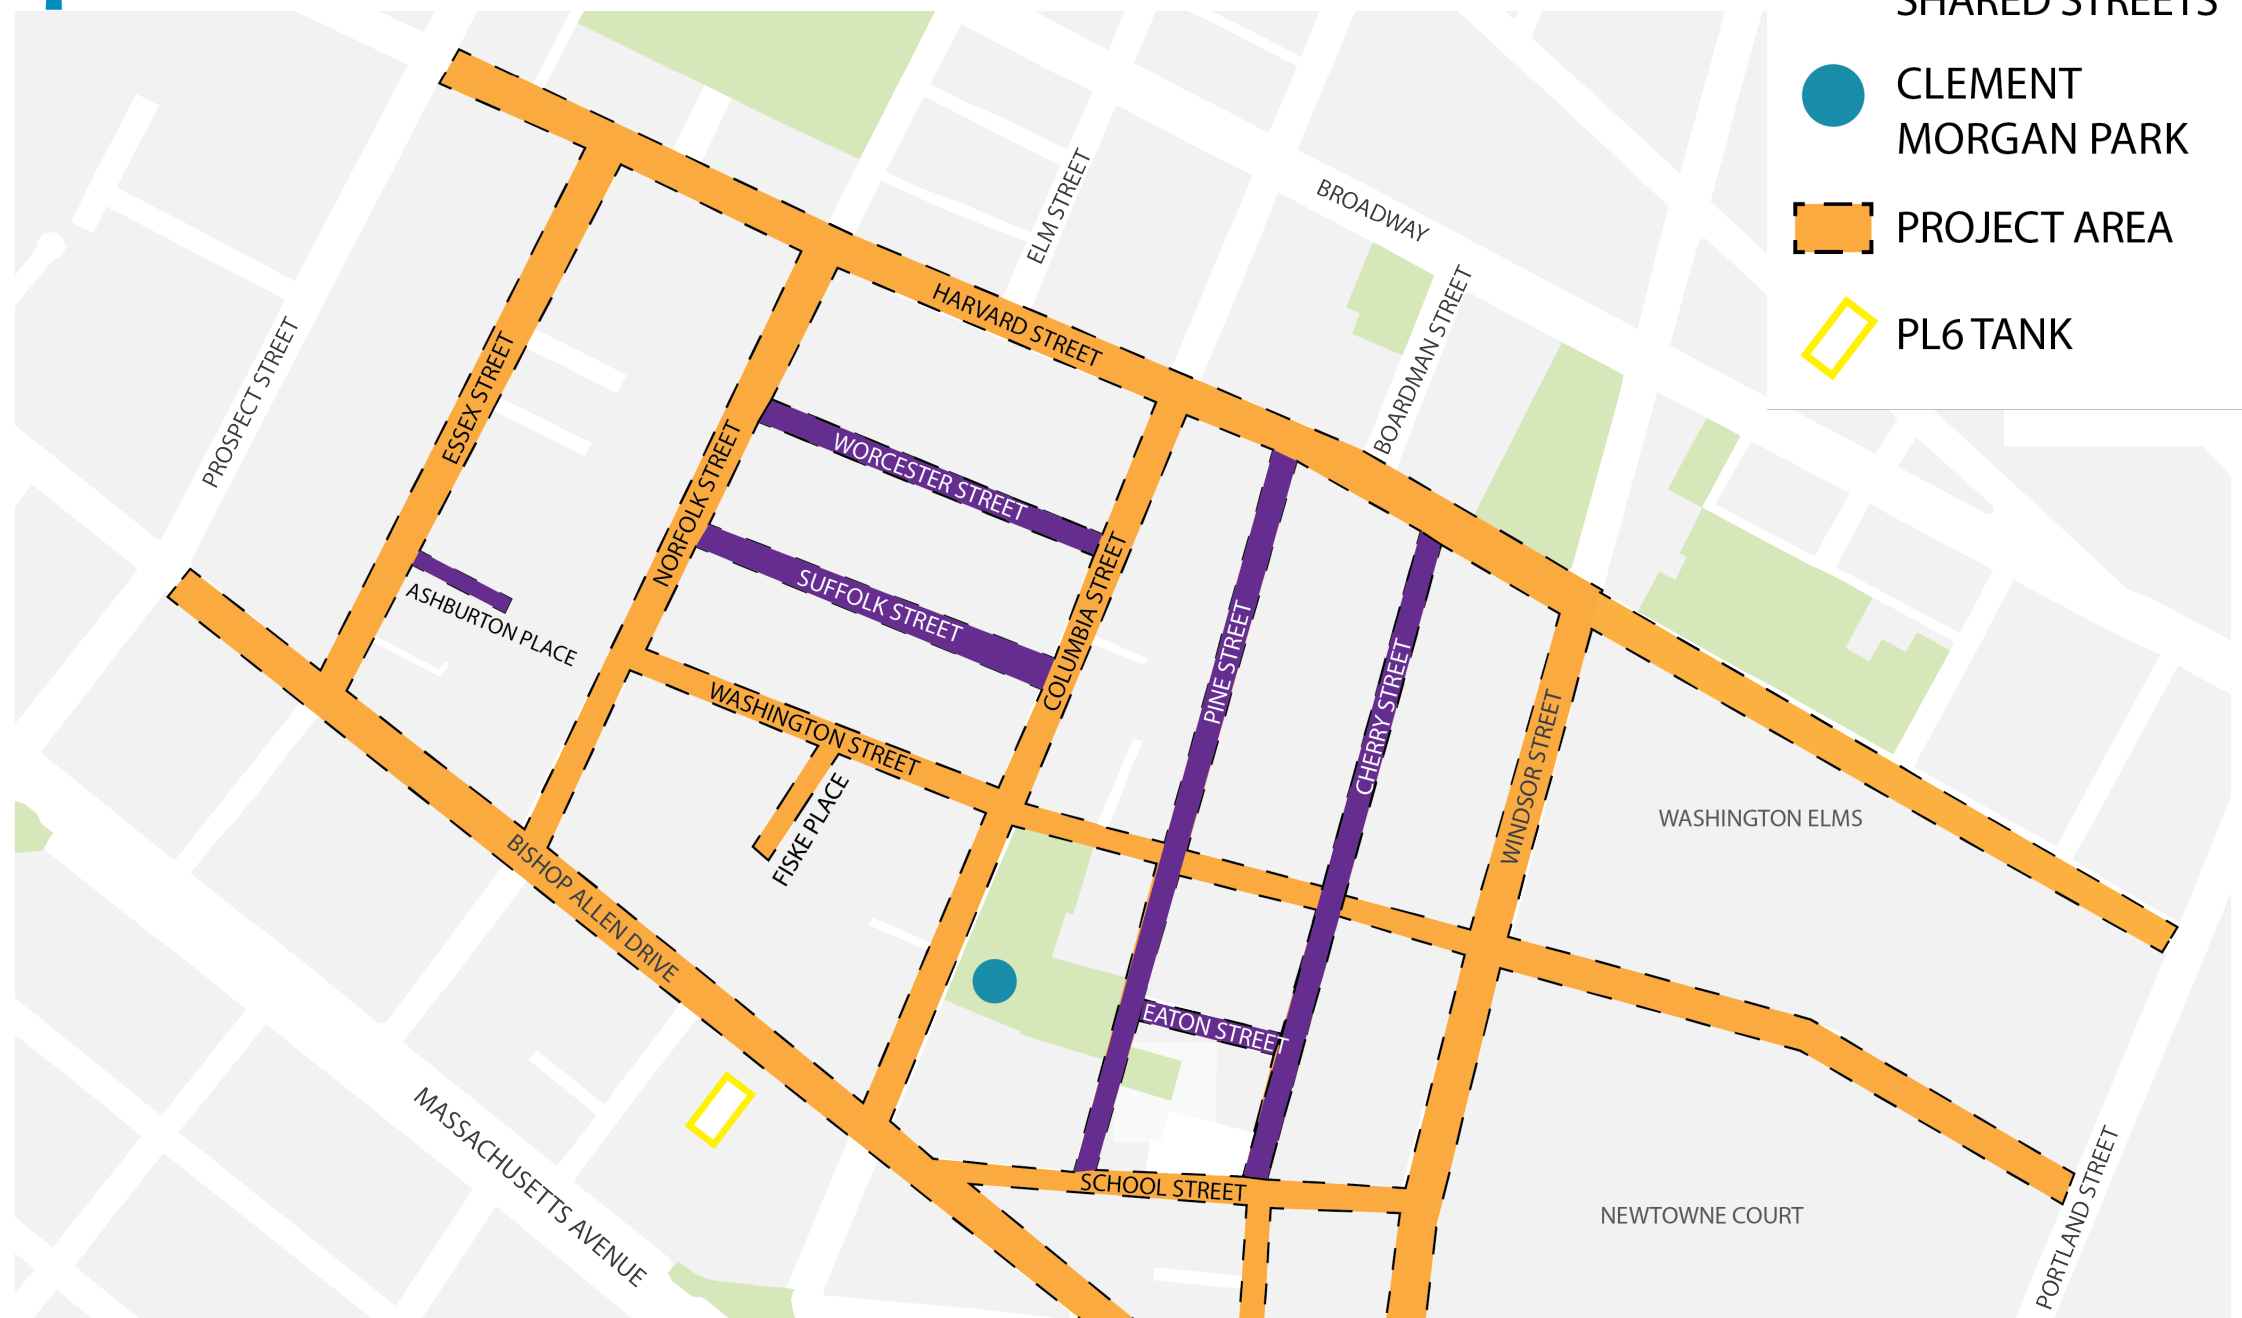 SHARED STREETS
CLEMENT
MORGAN PARK
PROJECT AREA
PL6 TANK
ELM STREET
BROADWAY
BOARDMAN STREET
HARVARD STREET
PROSPECT STREET
ESSEX STREET
NORFOLK STREET
WORCESTER STREET
SUFFOLK STREET
COLUMBIA STREET
ASHBURTON PLACE
PINE STREET
CHERRY STREET
WINDSOR STREET
WASHINGTON STREET
FISKE PLACE
WASHINGTON ELMS
BISHOP ALLEN DRIVE
EATON STREET
MASSACHUSETTS AVENUE
SCHOOL STREET
NEWTOWNE COURT
PORTLAND STREET